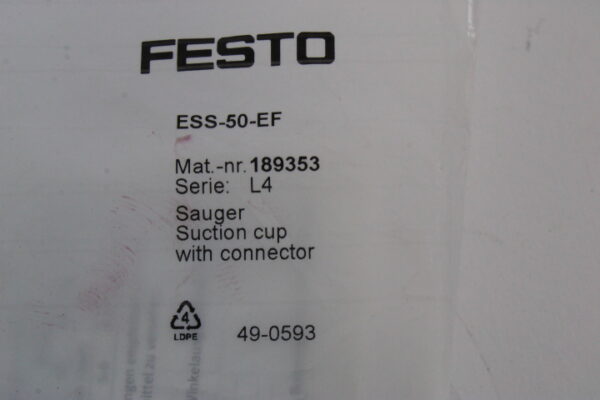 FESTO
ESS-50-EF
Mat.-nr. 189353
Serie: L4
Sauger
Suction cup
with connector
4
LDPE
49-0593